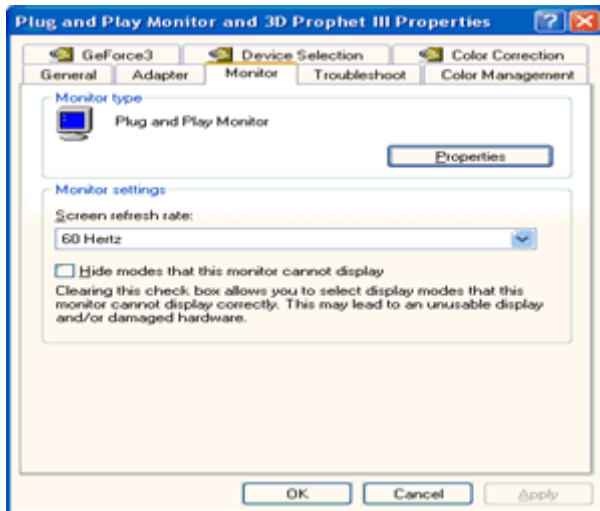 Plug and Play Monitor and 3D Prophet III Properties
GeForce3 Device Selection Color Correction
General Adapter Monitor Troubleshoot Color Management
Monitor type
Plug and Play Monitor
Properties
Monitor settings
Screen refresh rate:
60 Hertz
Hide modes that this monitor cannot display
Clearing this check box allows you to select display modes that this
monitor cannot display correctly. This may lead to an unusable display
and/or damaged hardware.
OK Cancel Apply